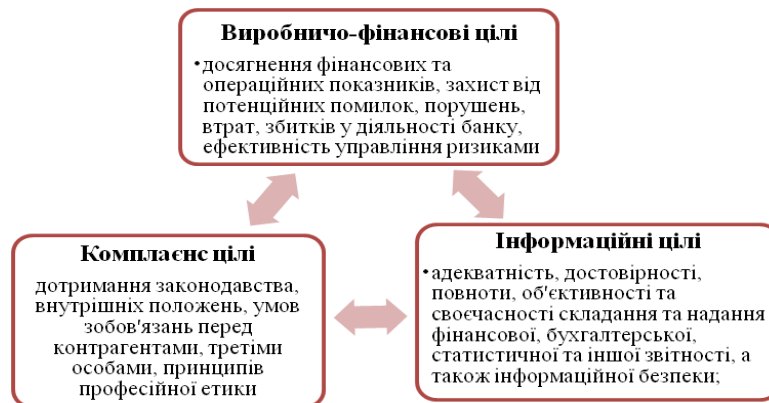 Виробничо-фінансові цілі
•досягнення фінансових та
операційних показників, захист від
потенційних помилок, порушень,
втрат, збитків у діяльності банку,
ефективність управління ризиками
Комплаєнс цілі
дотримання законодавства,
внутрішніх положень, умов
зобов'язань перед
контрагентами, третіми
особами, принципів
професійної етики
Інформаційні цілі
•адекватність, достовірності,
повноти, об'єктивності та
своєчасності складання та надання
фінансової, бухгалтерської,
статистичної та іншої звітності, а
також інформаційної безпеки;